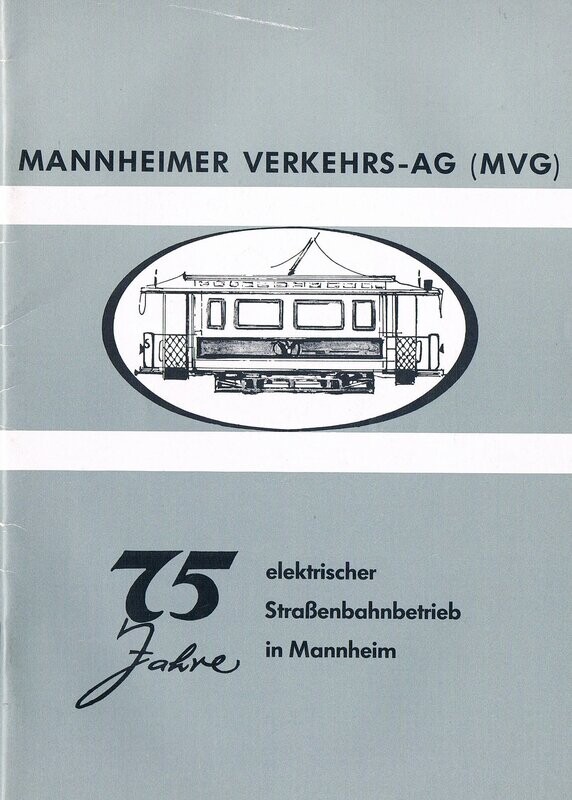 MANNHEIMER VERKEHRS-AG (MVG)
75 Jahre
elektrischer
Straßenbahnbetrieb
in Mannheim